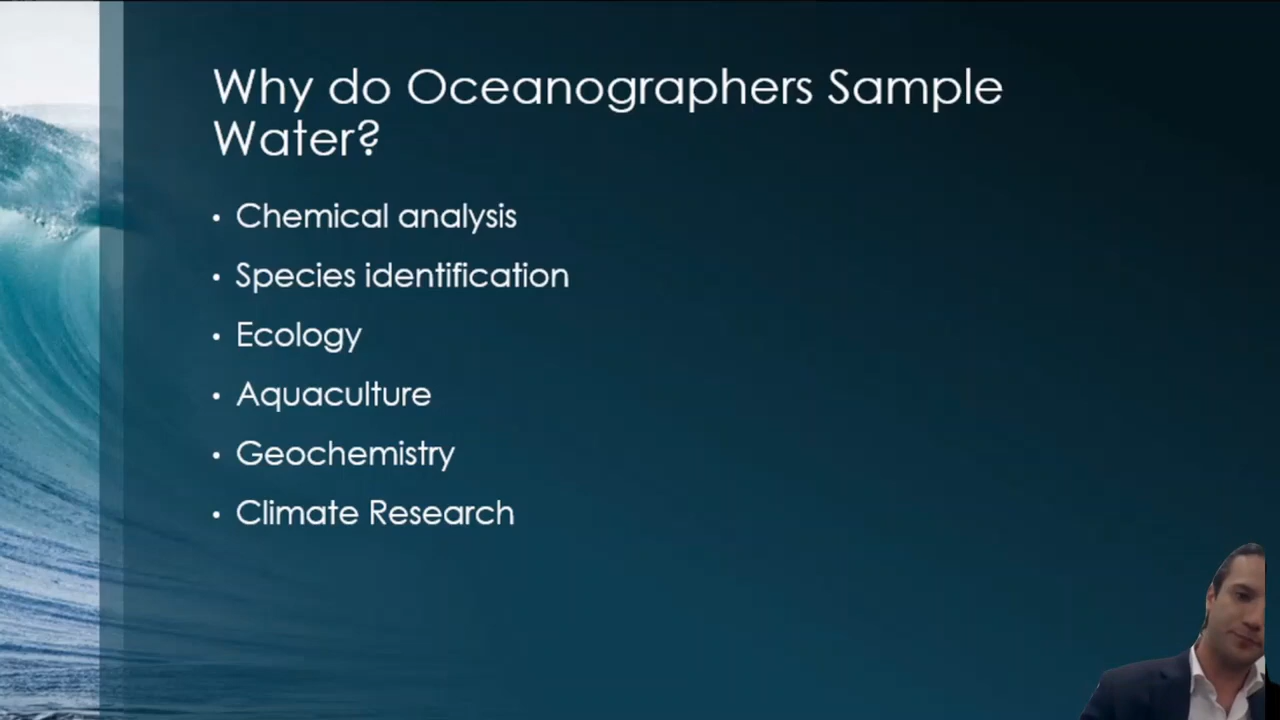 Why do Oceanographers Sample
Water?
• Chemical analysis
• Species identification
• Ecology
• Aquaculture
• Geochemistry
• Climate Research